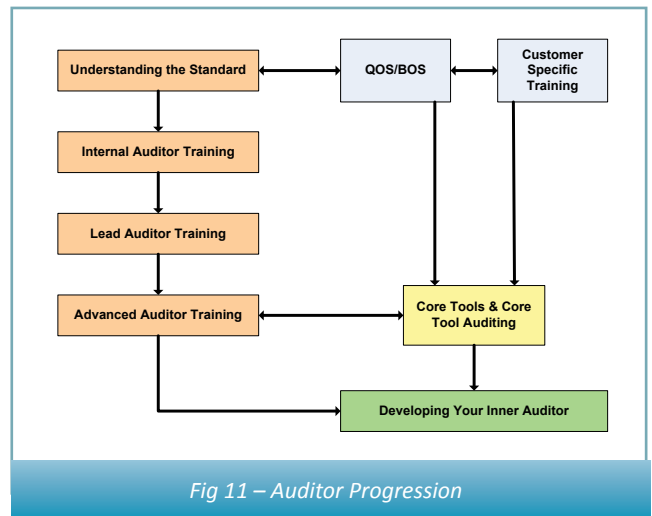 Understanding the Standard
QOS/BOS
Customer
Specific
Training
Internal Auditor Training
Lead Auditor Training
Advanced Auditor Training
Core Tools & Core
Tool Auditing
Developing Your Inner Auditor
Fig 11 – Auditor Progression